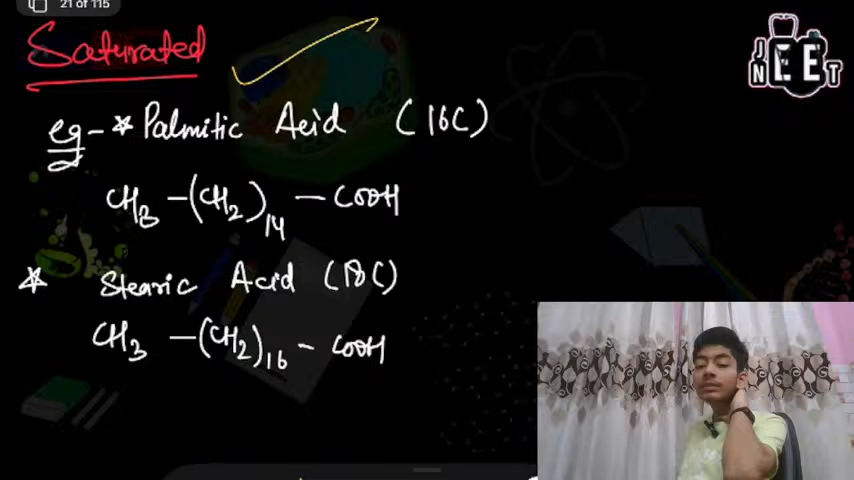 21 of 115
Saturated
J
NEET
eg - * Palmitic Acid (16C)
CH3 - (CH2)14 - COOH
* Stearic Acid (18C)
CH3 - (CH2)16 - COOH